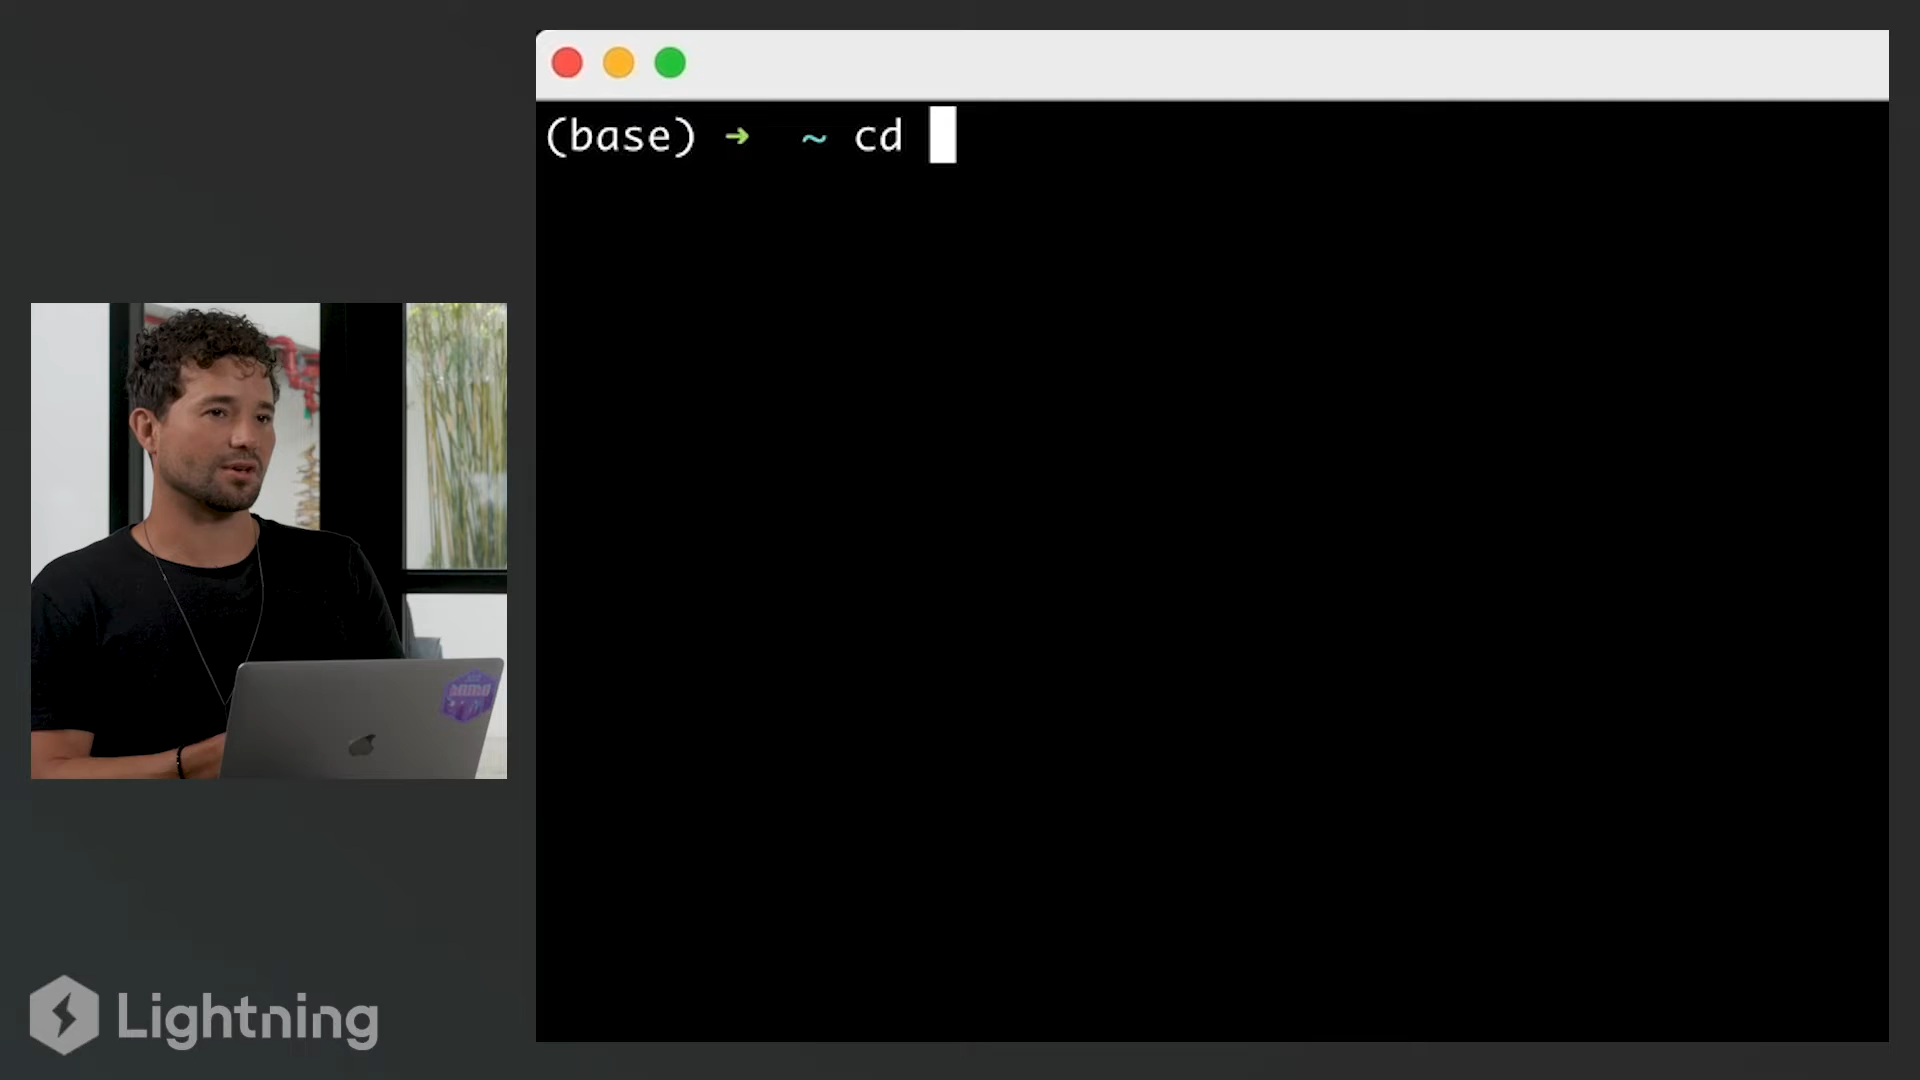 (base) ➜ ~ cd
Lightning